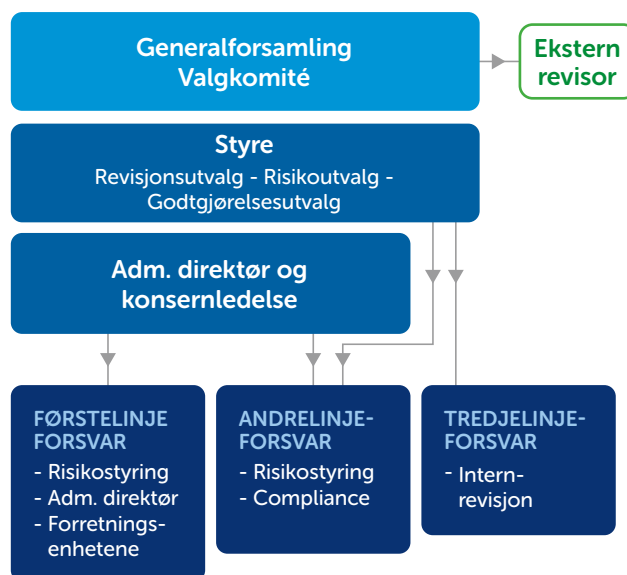 Generalforsamling
Valgkomité
Ekstern
revisor
Styre
Revisjonsutvalg - Risikoutvalg -
Godtgjørelsesutvalg
Adm. direktør og
konsernledelse
FØRSTELINJE
FORSVAR
- Risikostyring
- Adm. direktør
- Forretnings-
enhetene
ANDRELINJE-
FORSVAR
- Risikostyring
- Compliance
TREDJELINJE-
FORSVAR
- Intern-
revisjon